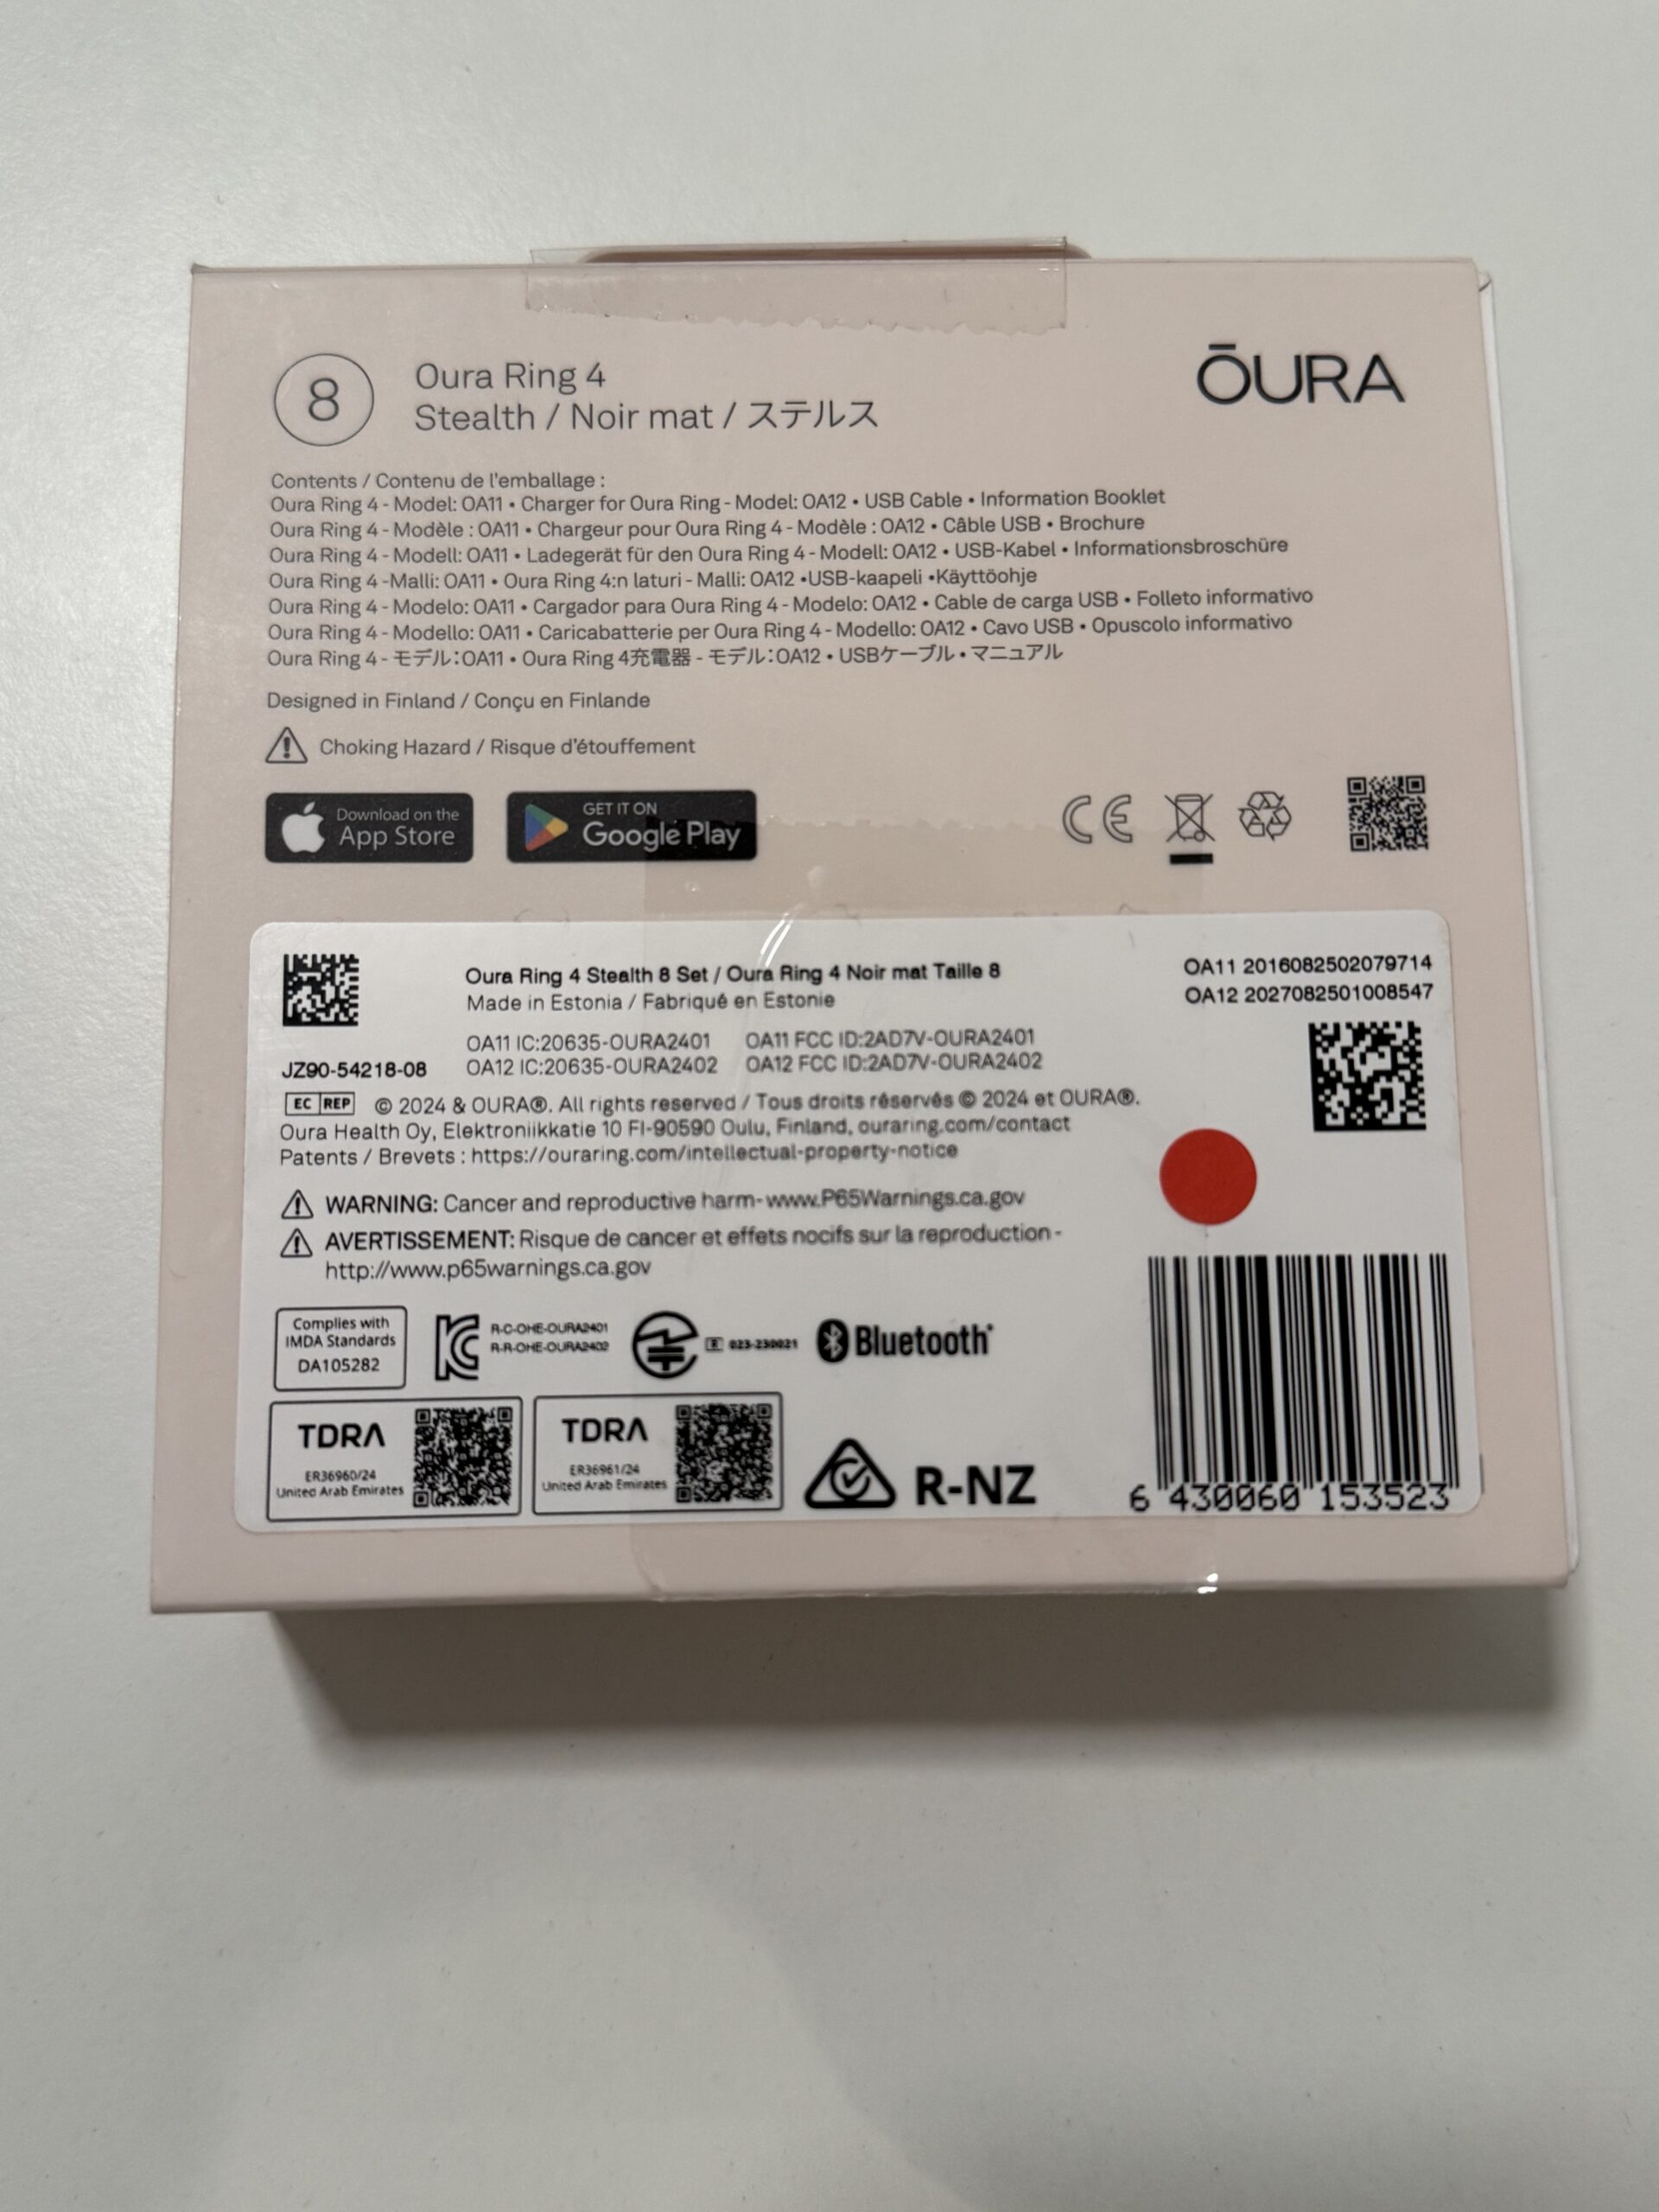 8
Oura Ring 4
Stealth / Noir mat / ステルス
ŌURA
Contents / Contenu de l'emballage :
Oura Ring 4 - Model: OA11 • Charger for Oura Ring - Model: OA12 • USB Cable • Information Booklet
Oura Ring 4 - Modèle : OA11 • Chargeur pour Oura Ring 4 - Modèle : OA12 • Câble USB • Brochure
Oura Ring 4 - Modell: OA11 • Ladegerät für den Oura Ring 4 - Modell: OA12 • USB-Kabel • Informationsbroschüre
Oura Ring 4 -Malli: OA11 • Oura Ring 4:n laturi - Malli: OA12 •USB-kaapeli •Käyttöohje
Oura Ring 4 - Modelo: OA11 • Cargador para Oura Ring 4 - Modelo: OA12 • Cable de carga USB • Folleto informativo
Oura Ring 4 - Modello: OA11 • Caricabatterie per Oura Ring 4 - Modello: OA12 • Cavo USB • Opuscolo informativo
Oura Ring 4 - モデル：OA11 • Oura Ring 4充電器 - モデル：OA12 • USBケーブル • マニュアル
Designed in Finland / Conçu en Finlande
Choking Hazard / Risque d'étouffement
Download on the
App Store
GET IT ON
Google Play
CE
Oura Ring 4 Stealth 8 Set / Oura Ring 4 Noir mat Taille 8
Made in Estonia / Fabriqué en Estonie
OA11 2016082502079714
OA12 2027082501008547
OA11 IC:20635-OURA2401 OA11 FCC ID:2AD7V-OURA2401
OA12 IC:20635-OURA2402 OA12 FCC ID:2AD7V-OURA2402
JZ90-54218-08
EC REP © 2024 & OURA®. All rights reserved / Tous droits réservés © 2024 et OURA®.
Oura Health Oy, Elektroniikkatie 10 FI-90590 Oulu, Finland, ouraring.com/contact
Patents / Brevets : https://ouraring.com/intellectual-property-notice
WARNING: Cancer and reproductive harm- www.P65Warnings.ca.gov
AVERTISSEMENT: Risque de cancer et effets nocifs sur la reproduction -
http://www.p65warnings.ca.gov
Complies with
IMDA Standards
DA105282
R-C-OHE-OURA2401
R-R-OHE-OURA2402
R 023-230021
Bluetooth®
TDRA
ER36960/24
United Arab Emirates
TDRA
ER36961/24
United Arab Emirates
R-NZ
6 430060 153523